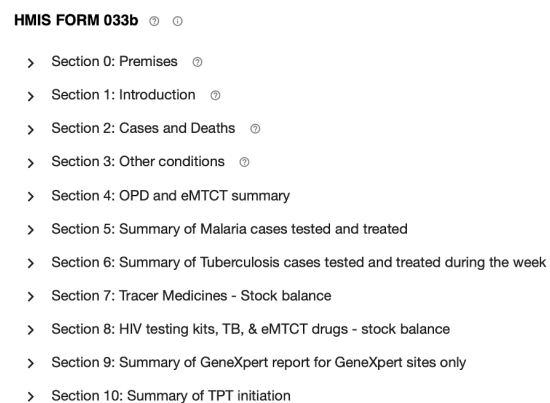 HMIS FORM 033b
Section 0: Premises
Section 1: Introduction
Section 2: Cases and Deaths
Section 3: Other conditions
Section 4: OPD and eMTCT summary
Section 5: Summary of Malaria cases tested and treated
Section 6: Summary of Tuberculosis cases tested and treated during the week
Section 7: Tracer Medicines - Stock balance
Section 8: HIV testing kits, TB, & eMTCT drugs - stock balance
Section 9: Summary of GeneXpert report for GeneXpert sites only
Section 10: Summary of TPT initiation